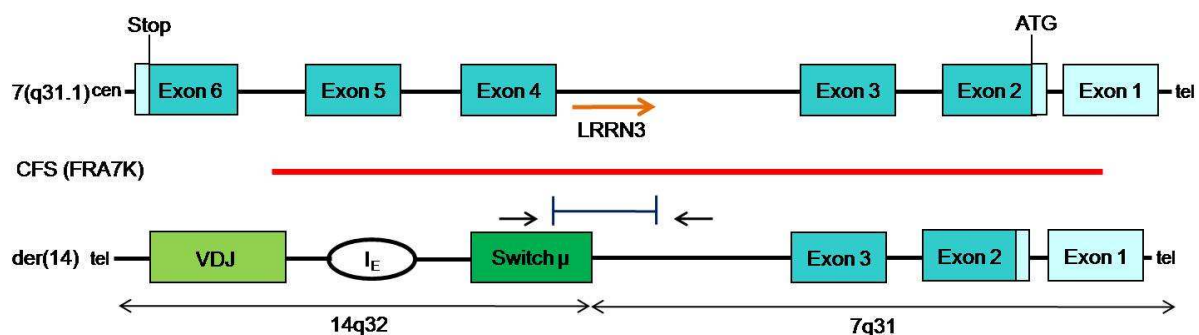 Stop ATG
7(q31.1) cen Exon 6 Exon 5 Exon 4 Exon 3 Exon 2 Exon 1 tel
LRRN3
CFS (FRA7K)
der(14) tel VDJ IE Switch μ Exon 3 Exon 2 Exon 1 tel
14q32 7q31